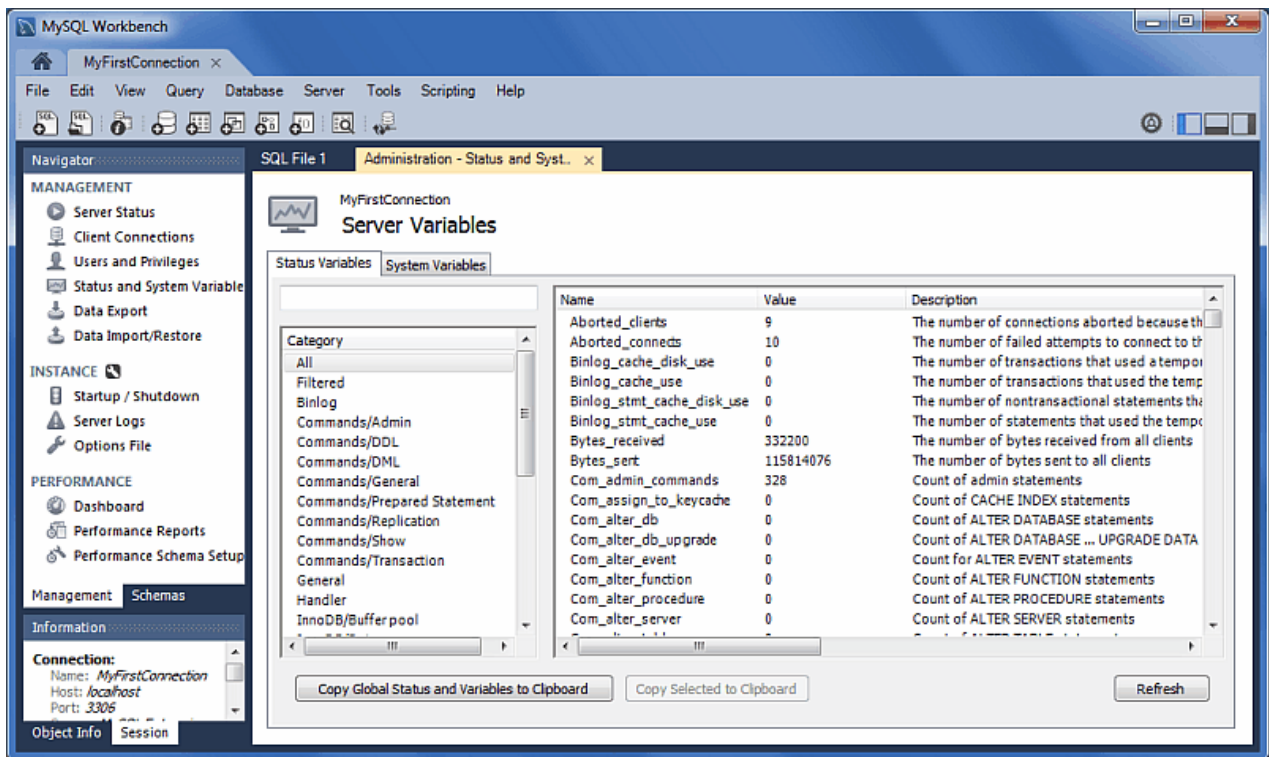 MySQL Workbench
MyFirstConnection
File Edit View Query Database Server Tools Scripting Help
Navigator
MANAGEMENT
Server Status
Client Connections
Users and Privileges
Status and System Variable
Data Export
Data Import/Restore
INSTANCE
Startup / Shutdown
Server Logs
Options File
PERFORMANCE
Dashboard
Performance Reports
Performance Schema Setup
Management Schemas
Information
Connection:
Name: MyFirstConnection
Host: localhost
Port: 3306
Object Info Session
SQL File 1 Administration - Status and Syst..
MyFirstConnection
Server Variables
Status Variables System Variables
Category
All
Filtered
Binlog
Commands/Admin
Commands/DDL
Commands/DML
Commands/General
Commands/Prepared Statement
Commands/Replication
Commands/Show
Commands/Transaction
General
Handler
InnoDB/Bufferpool
Name Value Description
Aborted_clients 9 The number of connections aborted because th
Aborted_connects 10 The number of failed attempts to connect to th
Binlog_cache_disk_use 0 The number of transactions that used a tempor
Binlog_cache_use 0 The number of transactions that used the temp
Binlog_stmt_cache_disk_use 0 The number of nontransactional statements tha
Binlog_stmt_cache_use 0 The number of statements that used the tempo
Bytes_received 332200 The number of bytes received from all clients
Bytes_sent 115814076 The number of bytes sent to all clients
Com_admin_commands 328 Count of admin statements
Com_assign_to_keycache 0 Count of CACHE INDEX statements
Com_alter_db 0 Count of ALTER DATABASE statements
Com_alter_db_upgrade 0 Count of ALTER DATABASE ... UPGRADE DATA
Com_alter_event 0 Count for ALTER EVENT statements
Com_alter_function 0 Count of ALTER FUNCTION statements
Com_alter_procedure 0 Count of ALTER PROCEDURE statements
Com_alter_server 0 Count of ALTER SERVER statements
Copy Global Status and Variables to Clipboard Copy Selected to Clipboard Refresh